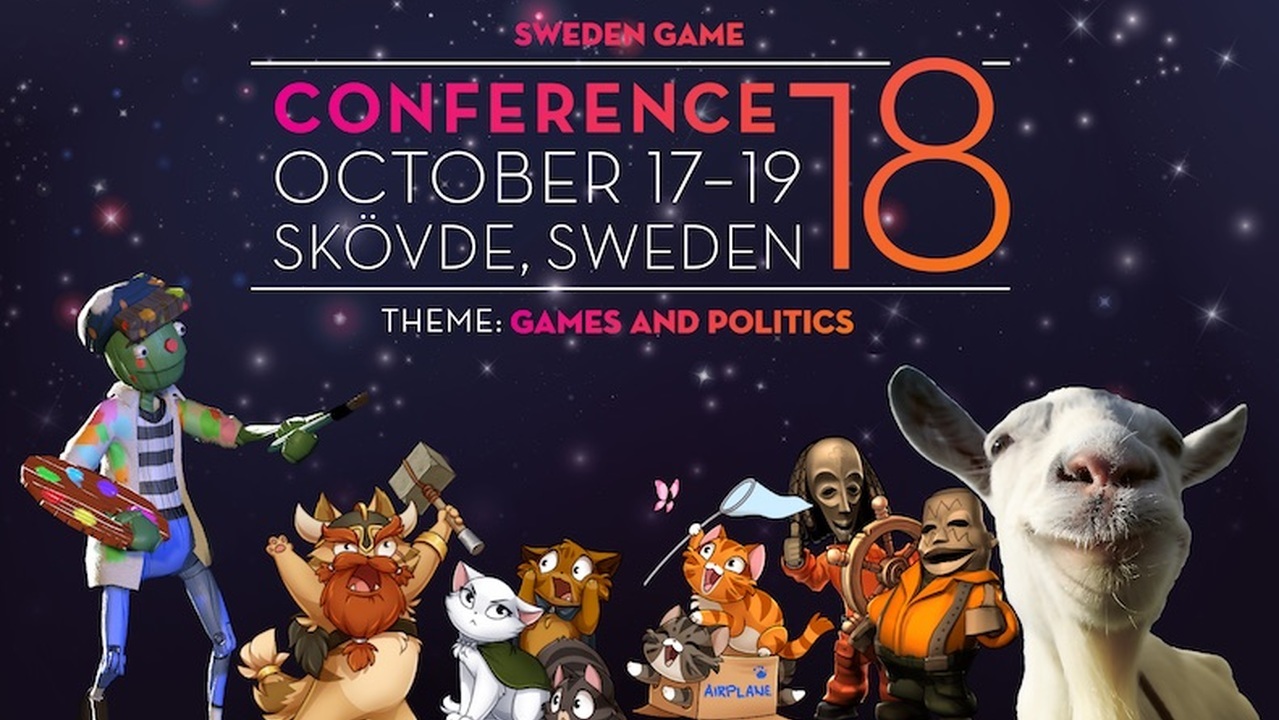 SWEDEN GAME
CONFERENCE 18
OCTOBER 17–19
SKÖVDE, SWEDEN
THEME: GAMES AND POLITICS
AIRPLANE